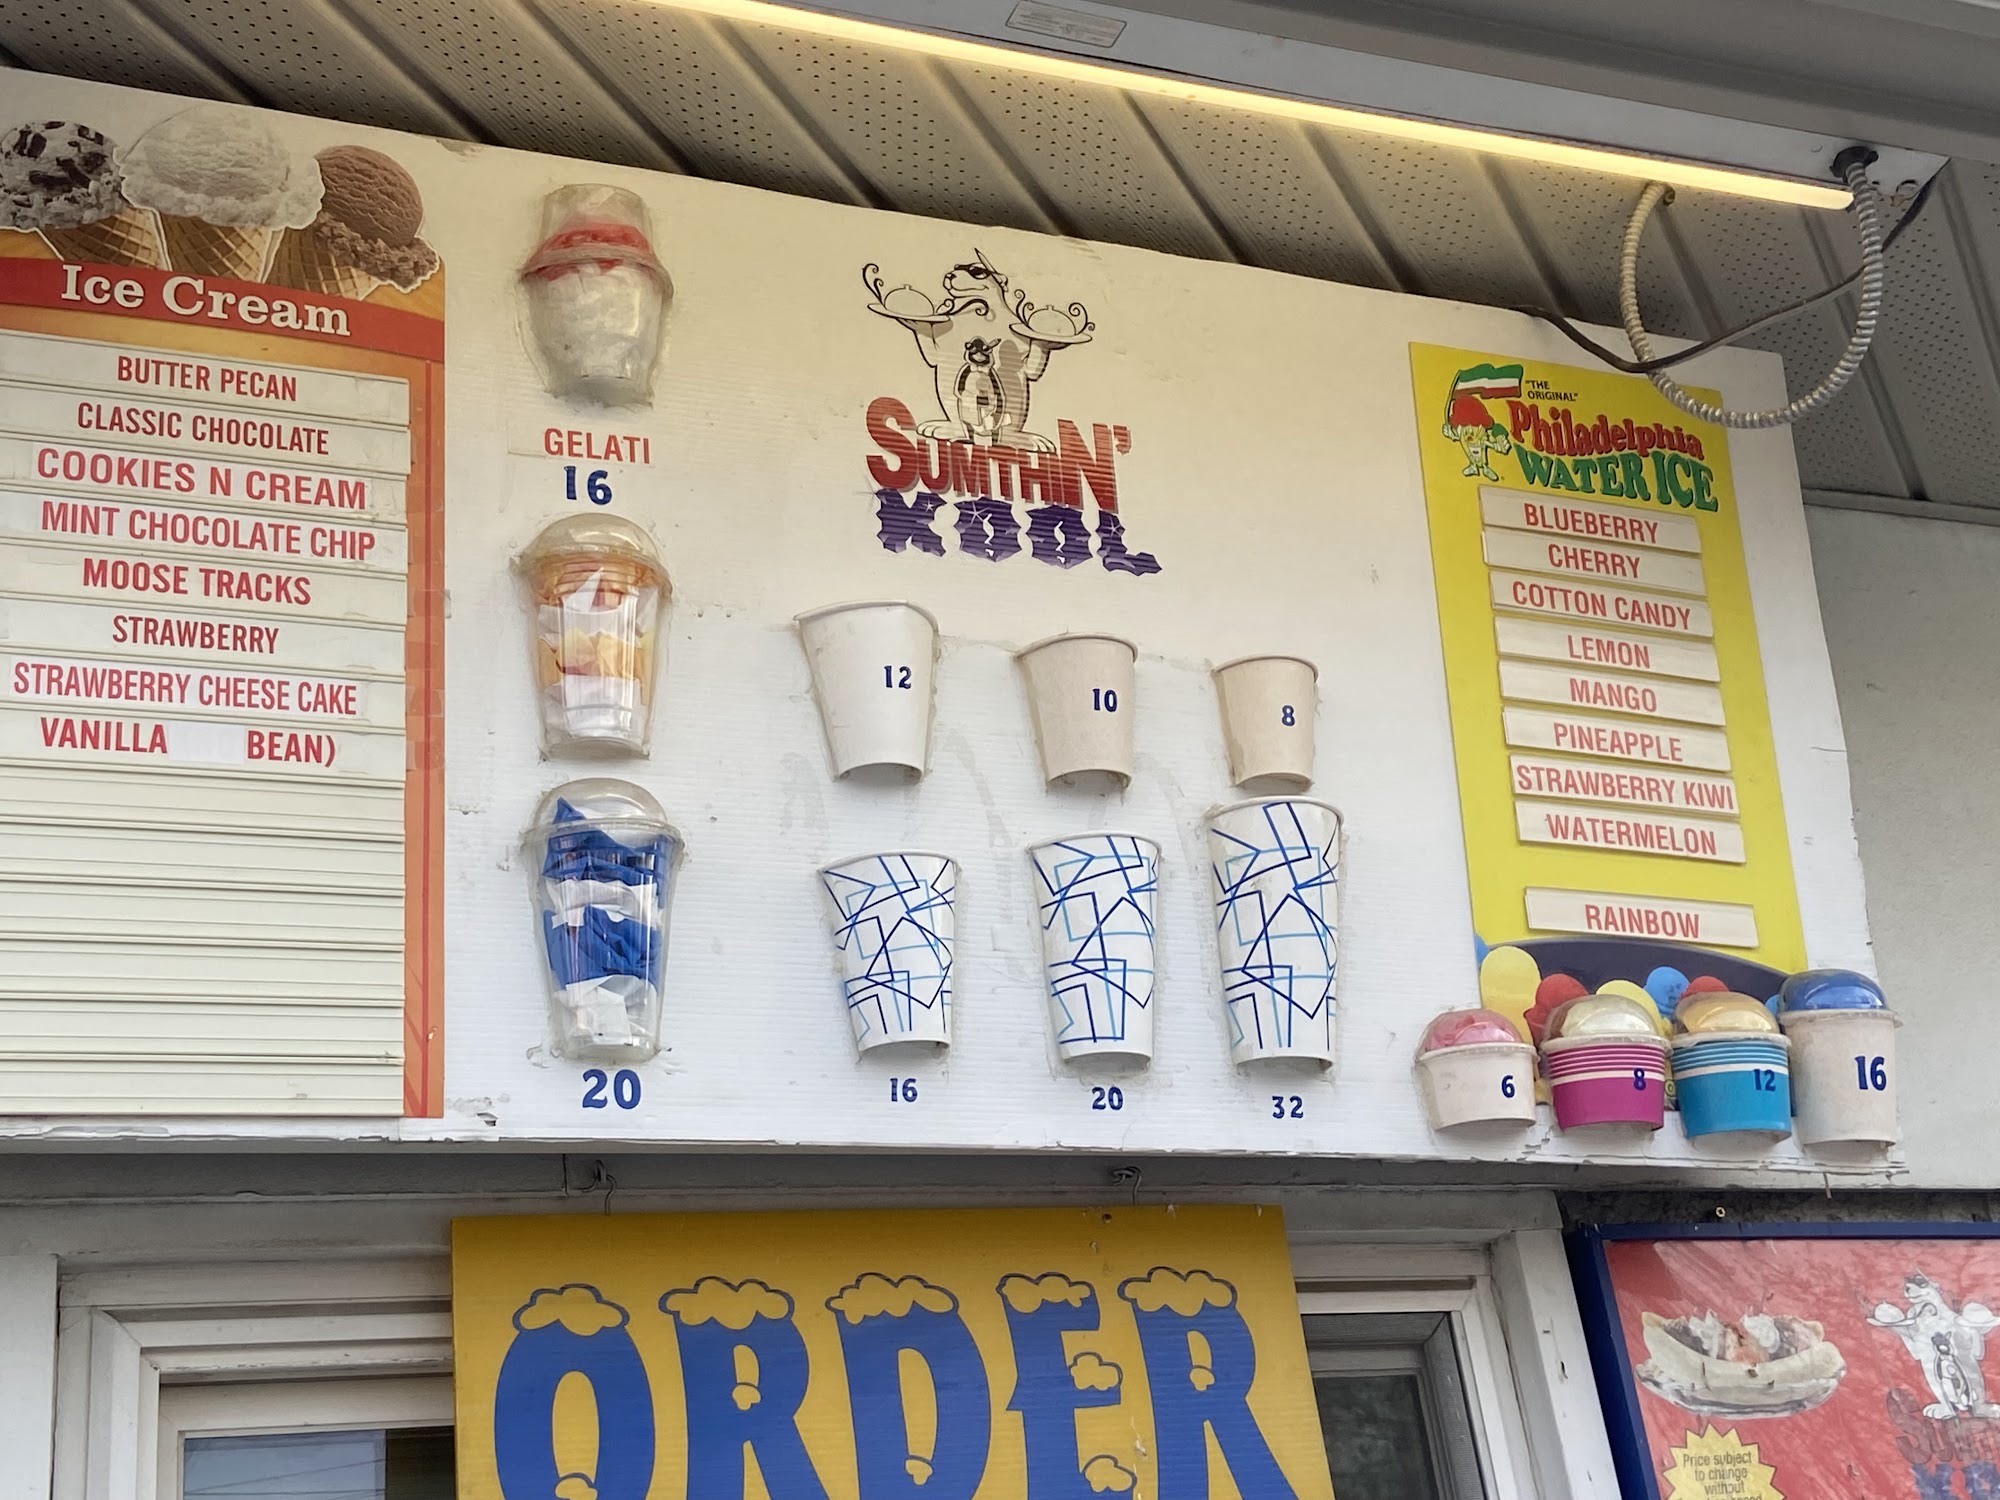 Ice Cream
BUTTER PECAN
CLASSIC CHOCOLATE
COOKIES N CREAM
MINT CHOCOLATE CHIP
MOOSE TRACKS
STRAWBERRY
STRAWBERRY CHEESE CAKE
VANILLA BEAN)
GELATI
16
20
SUMTHIN'
KOOL
12
10
8
16
20
32
"THE
ORIGINAL"
Philadelphia
WATER ICE
BLUEBERRY
CHERRY
COTTON CANDY
LEMON
MANGO
PINEAPPLE
STRAWBERRY KIWI
WATERMELON
RAINBOW
6
8
12
16
ORDER
Price subject
to change
without